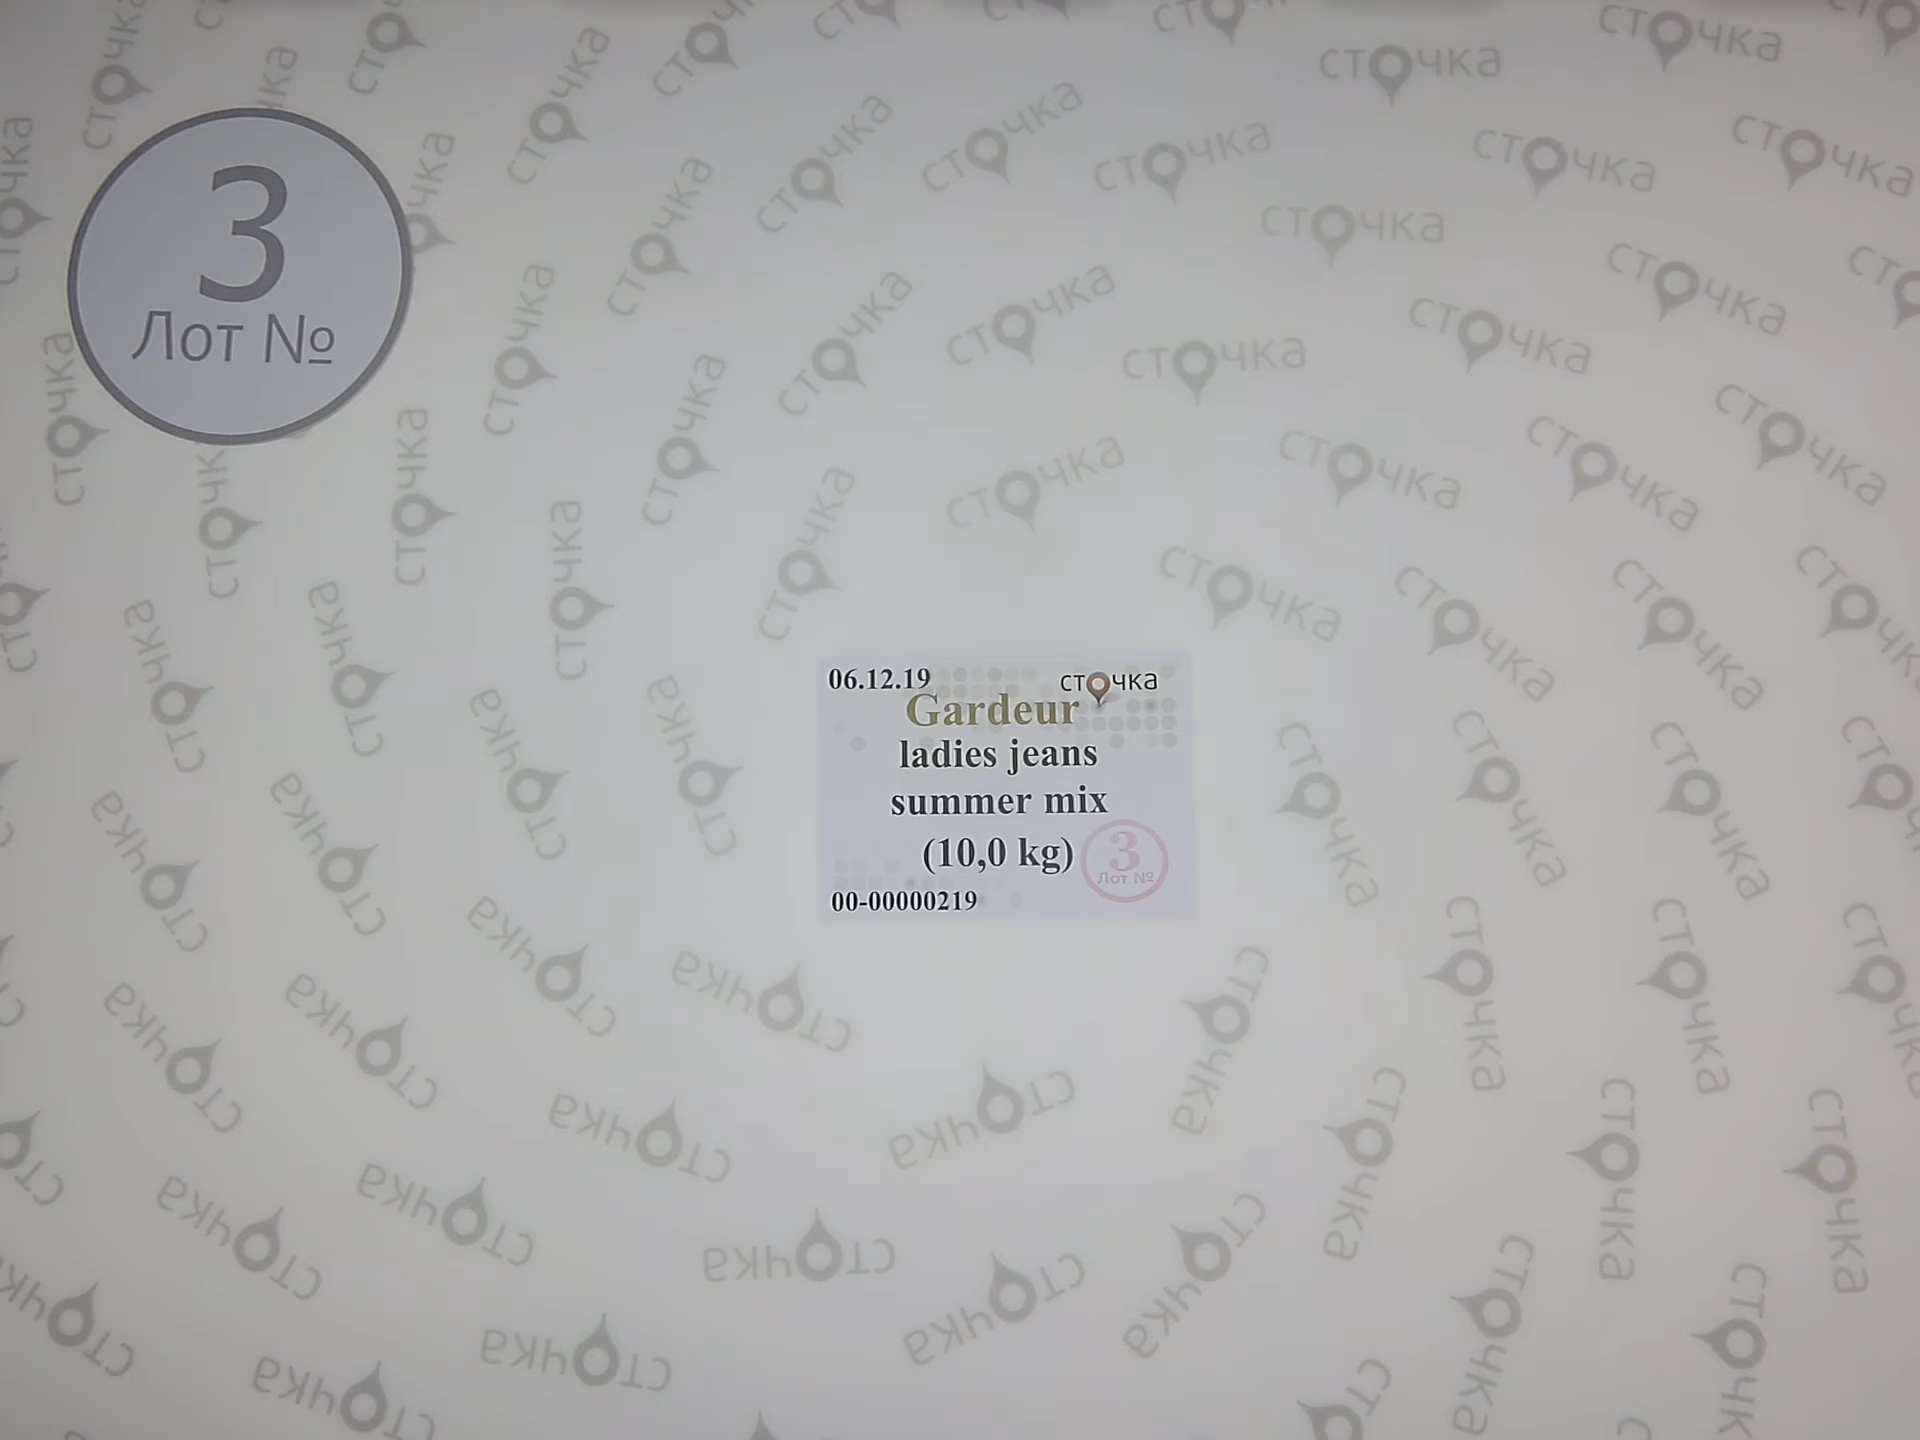 3
Лот №
06.12.19
сточка
Gardeur
ladies jeans
summer mix
(10,0 kg)
3
Лот №
00-00000219